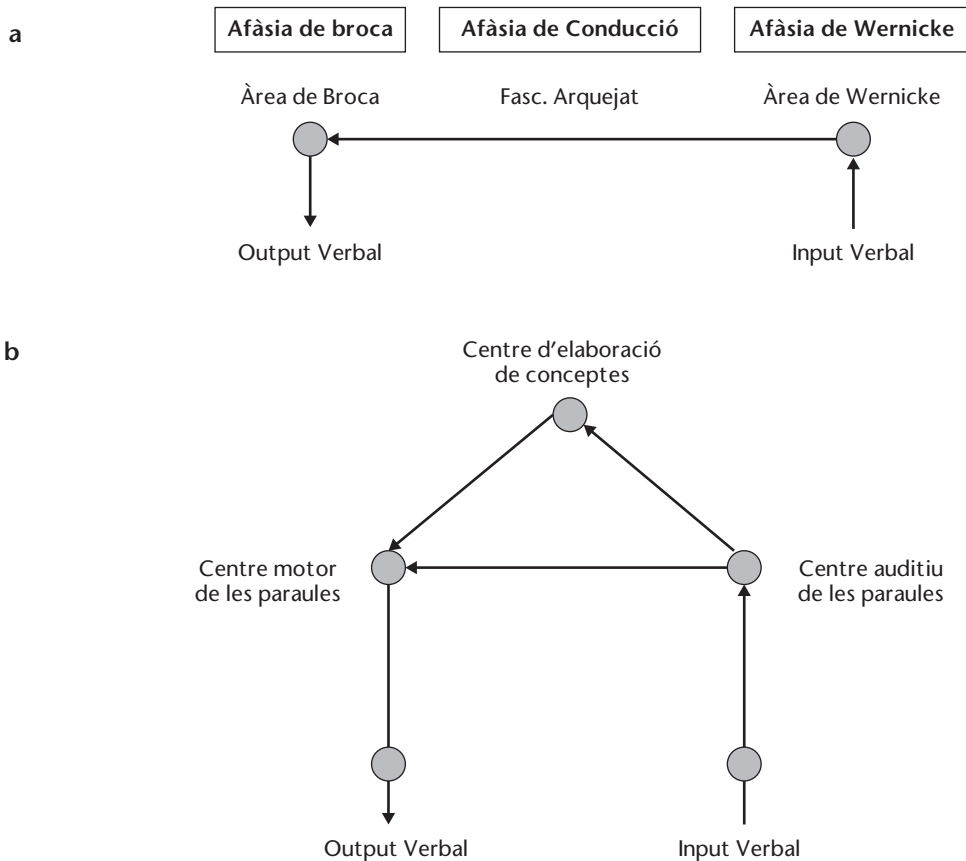 a
Afàsia de broca
Afàsia de Conducció
Afàsia de Wernicke
Àrea de Broca
Fasc. Arquejat
Àrea de Wernicke
Output Verbal
Input Verbal
b
Centre d'elaboració
de conceptes
Centre motor
de les paraules
Centre auditiu
de les paraules
Output Verbal
Input Verbal